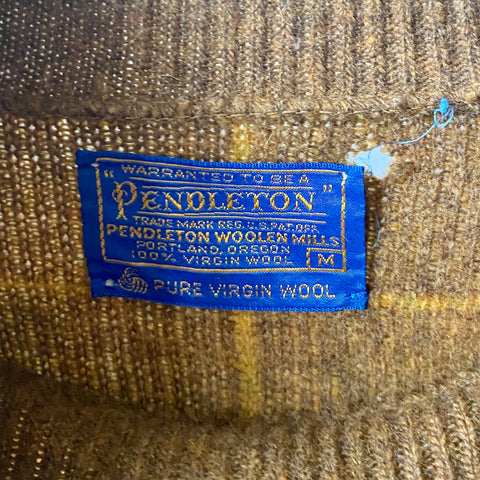 WARRANTED TO BE A
"PENDLETON"
TRADE MARK REG. U.S. PAT. OFF.
PENDLETON WOOLEN MILLS
PORTLAND, OREGON
100% VIRGIN WOOL M
PURE VIRGIN WOOL